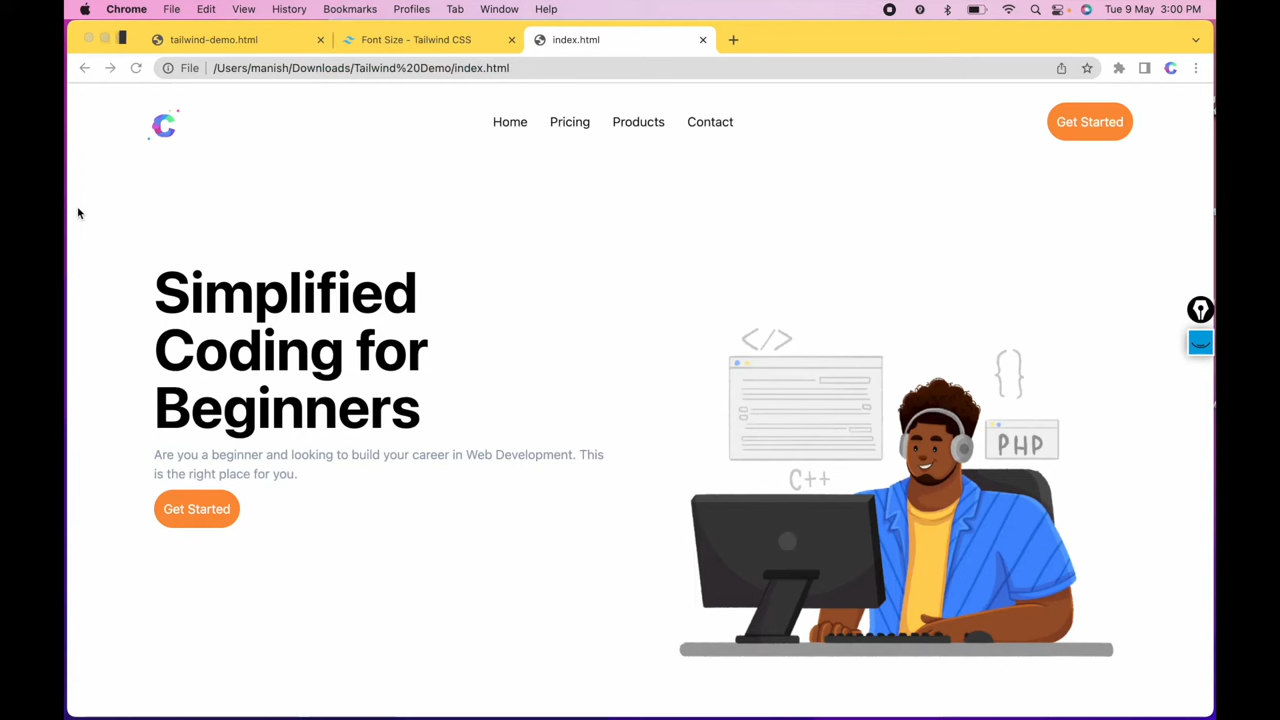 Chrome File Edit View History Bookmarks Profiles Tab Window Help Tue 9 May 3:00 PM
tailwind-demo.html Font Size - Tailwind CSS index.html
File /Users/manish/Downloads/Tailwind%20Demo/index.html
Home Pricing Products Contact Get Started
Simplified
Coding for
Beginners
Are you a beginner and looking to build your career in Web Development. This
is the right place for you.
Get Started
</>
{}
PHP
C++